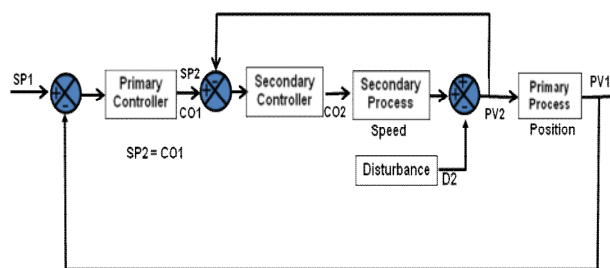 SP1
Primary
Controller
SP2
CO1
Secondary
Controller
CO2
Secondary
Process
Speed
PV2
Primary
Process
Position
PV1
SP2 = CO1
Disturbance
D2
+
-
+
-
+
-